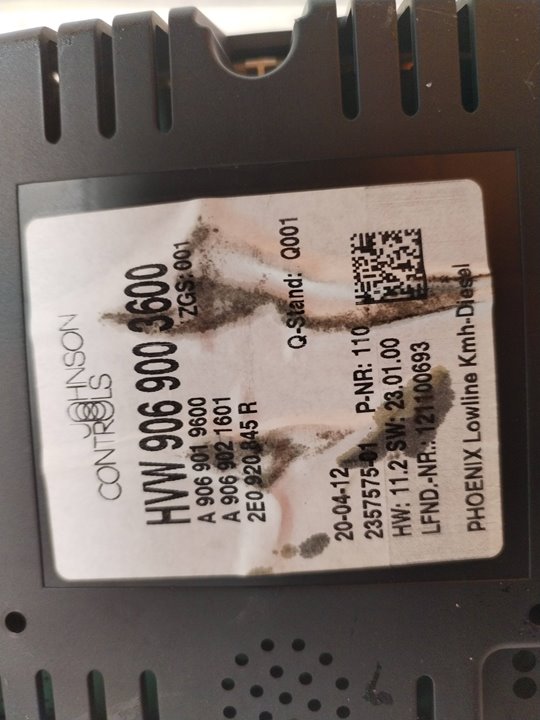 JOHNSON
CONTROLS
HVW 906 900 3600
A 906 901 9600 ZGS:001
A 906 902 1601
2E0 920 845 R
Q-Stand: Q001
20-04-12
2357575-01 P-NR: 110
HW: 11.2 SW: 23.01.00
LFND.-NR.: 121100693
PHOENIX Lowline Kmh-Diesel